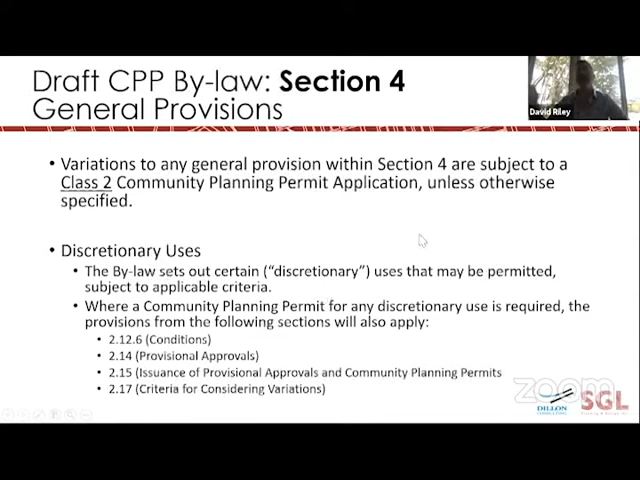 Draft CPP By-law: Section 4
General Provisions
David Riley
• Variations to any general provision within Section 4 are subject to a
Class 2 Community Planning Permit Application, unless otherwise
specified.
• Discretionary Uses
• The By-law sets out certain (“discretionary”) uses that may be permitted,
subject to applicable criteria.
• Where a Community Planning Permit for any discretionary use is required, the
provisions from the following sections will also apply:
• 2.12.6 (Conditions)
• 2.14 (Provisional Approvals)
• 2.15 (Issuance of Provisional Approvals and Community Planning Permits
• 2.17 (Criteria for Considering Variations)
zoom
DILLON
SGL